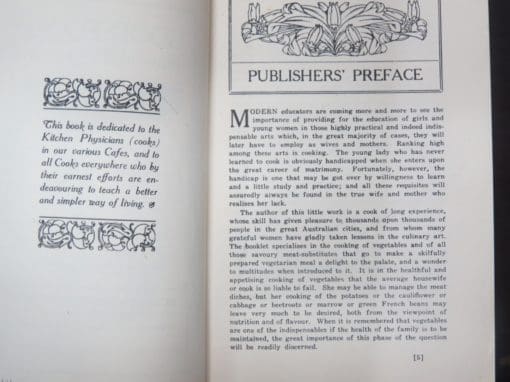 This book is dedicated to the
Kitchen Physicians (cooks)
in our various Cafes, and to
all Cooks everywhere who by
their earnest efforts are en-
deavouring to teach a better
and simpler way of living.
PUBLISHERS' PREFACE
MODERN educators are coming more and more to see the
importance of providing for the education of girls and
young women in those highly practical and indeed indis-
pensable arts which, in the great majority of cases, they will
later have to employ as wives and mothers. Ranking high
among these arts is cooking. The young lady who has never
learned to cook is obviously handicapped when she enters upon
the great career of matrimony. Fortunately, however, the
handicap is one that may be got over by willingness to learn
and a little study and practice; and all these requisites will
assuredly always be found in the true wife and mother who
realises her lack.
The author of this little work is a cook of long experience,
whose skill has given pleasure to thousands upon thousands of
people in the great Australian cities, and from whom many
grateful women have gladly taken lessons in the culinary art.
The booklet specialises in the cooking of vegetables and of all
those savoury meat-substitutes that go to make a skilfully
prepared vegetarian meal a delight to the palate, and a wonder
to multitudes when introduced to it. It is in the healthful and
appetising cooking of vegetables that the average housewife
or cook is so liable to fail. She may be able to manage the meat
dishes, but her cooking of the potatoes or the cauliflower or
cabbage or beetroots or marrow or green French beans may
leave very much to be desired, both from the viewpoint of
nutrition and of flavour. When it is remembered that vegetables
are one of the indispensables if the health of the family is to be
maintained, the great importance of this phase of the question
will be readily discerned.
[5]